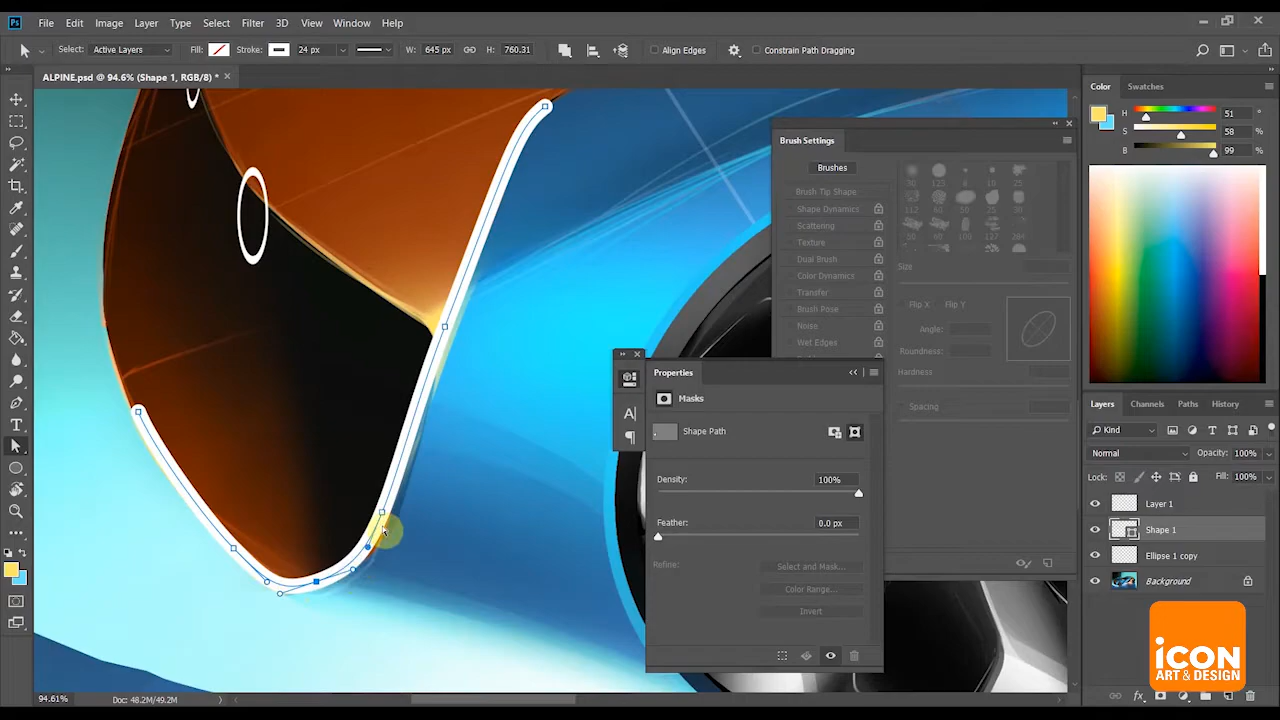 Ps File Edit Image Layer Type Select Filter 3D View Window Help
Select: Active Layers Fill: Stroke: 24 px W: 645 px H: 760.31 Align Edges Constrain Path Dragging
ALPINE.psd @ 94.6% (Shape 1, RGB/8) *
Color Swatches
H 51 °
S 58 %
B 99 %
Brush Settings
Brushes
Brush Tip Shape
Shape Dynamics
Scattering
Texture
Dual Brush
Color Dynamics
Transfer
Brush Pose
Noise
Wet Edges
Size
Flip X Flip Y
Angle:
Roundness:
Hardness
Spacing
Properties
Masks
Shape Path
Density: 100%
Feather: 0.0 px
Refine: Select and Mask...
Color Range...
Invert
Layers Channels Paths History
Kind
Normal Opacity: 100%
Lock: Fill: 100%
Layer 1
Shape 1
Ellipse 1 copy
Background
iCON
ART & DESIGN
94.61% Doc: 48.2M/49.2M